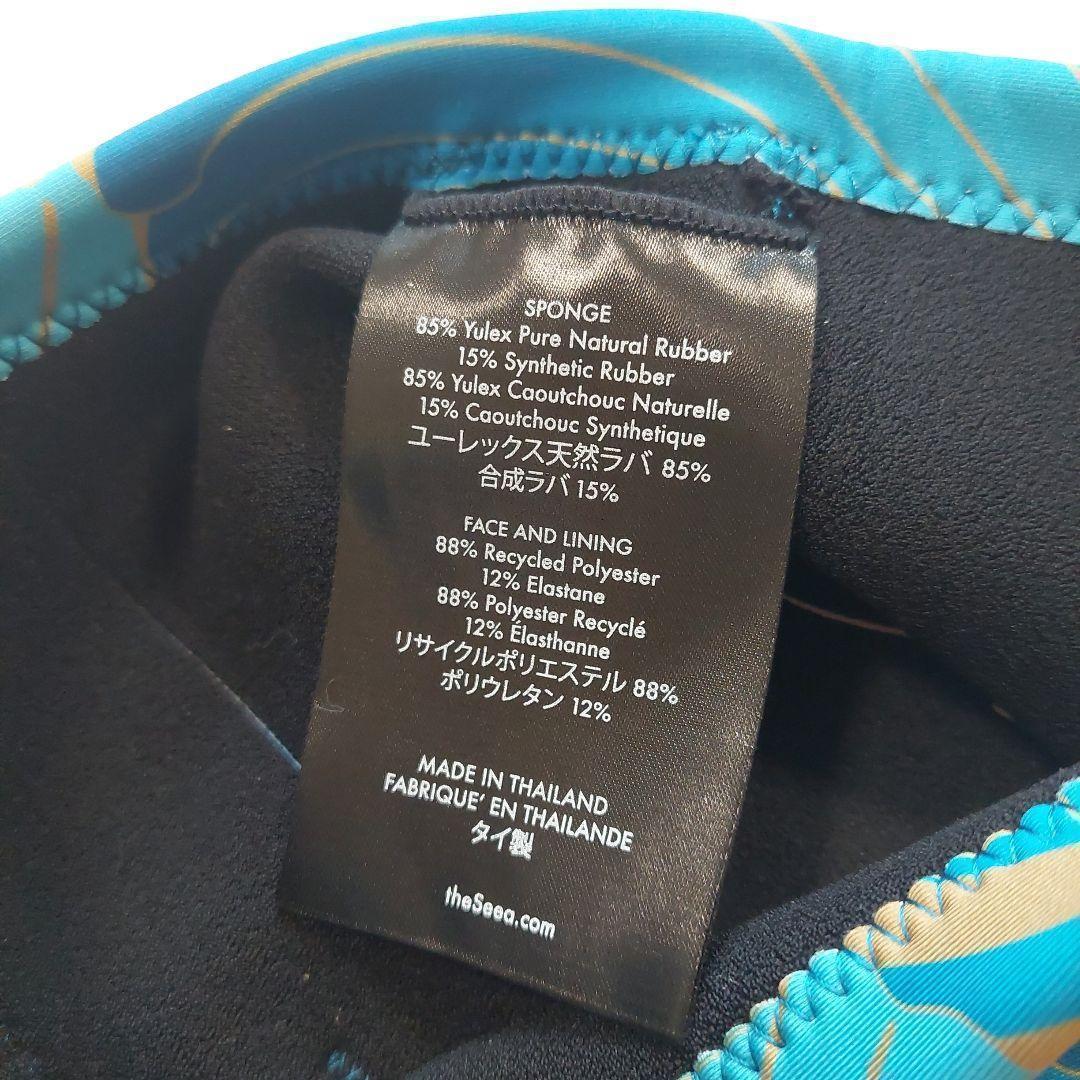 SPONGE
85% Yulex Pure Natural Rubber
15% Synthetic Rubber
85% Yulex Caoutchouc Naturelle
15% Caoutchouc Synthetique
ユーレックス天然ラバ 85%
合成ラバ 15%
FACE AND LINING
88% Recycled Polyester
12% Elastane
88% Polyester Recyclé
12% Élasthanne
リサイクルポリエステル 88%
ポリウレタン 12%
MADE IN THAILAND
FABRIQUE' EN THAILANDE
タイ製
theSeea.com